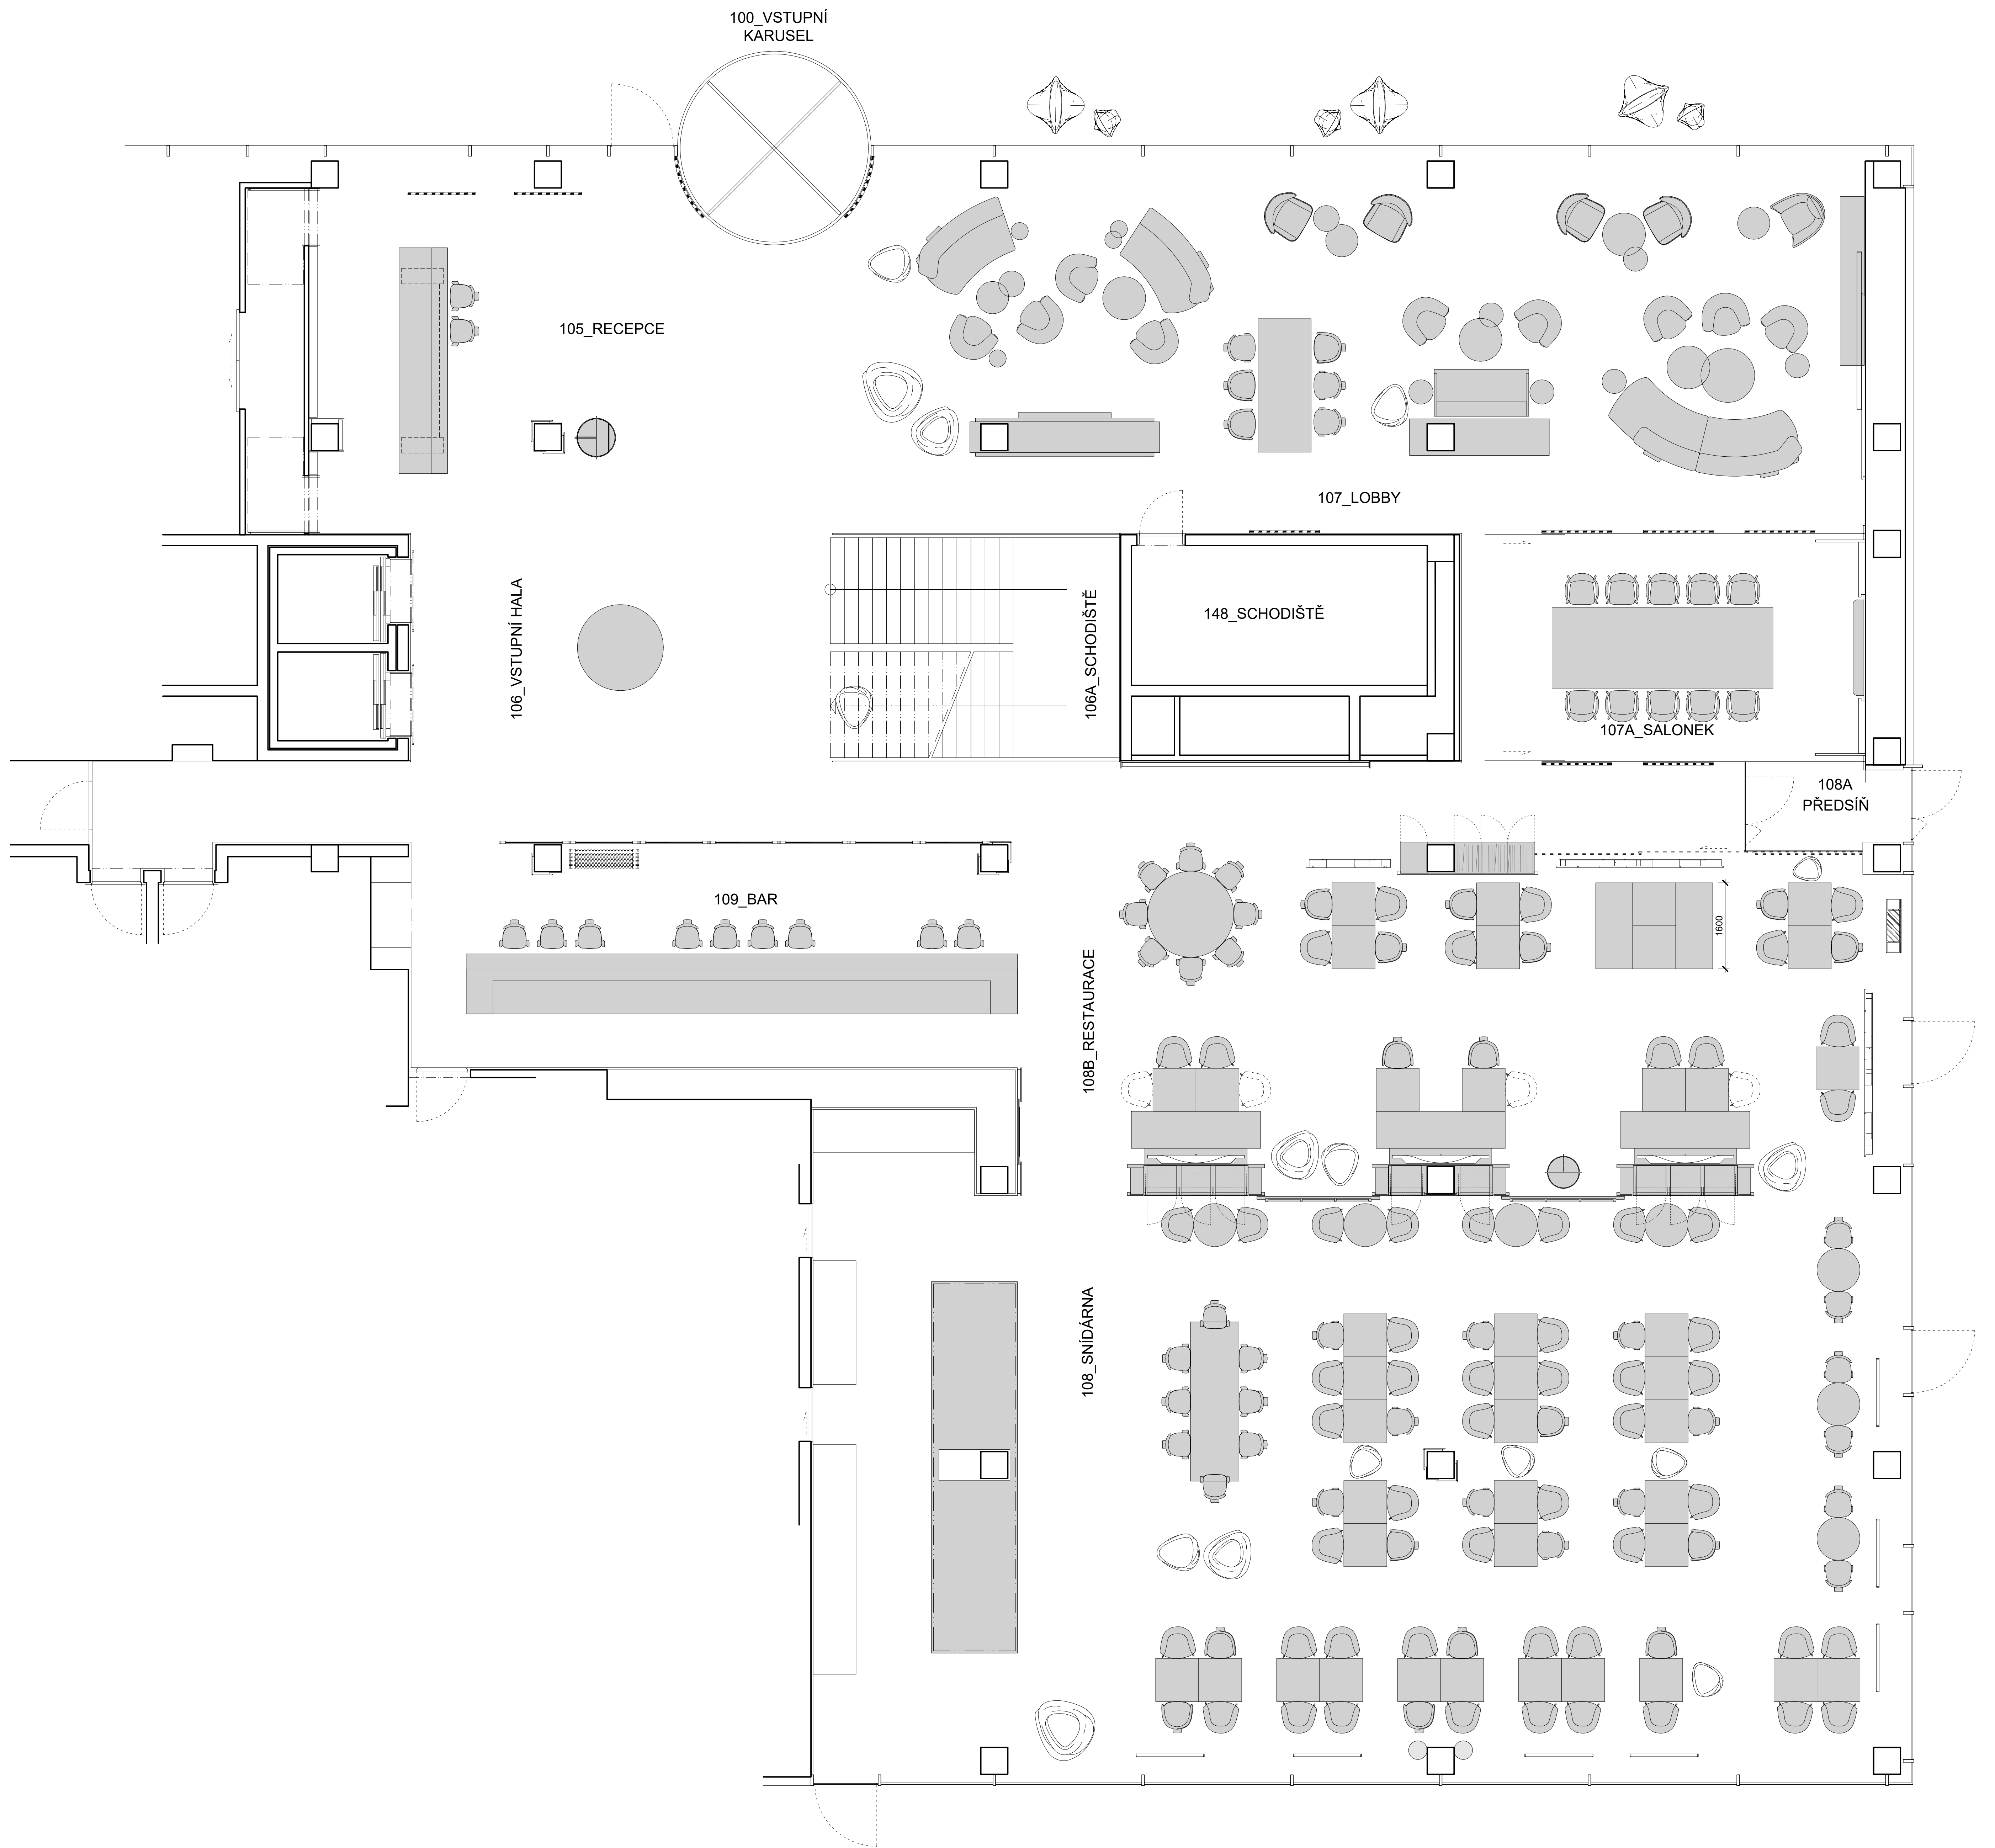 100_VSTUPNÍ
KARUSEL
105_RECEPCE
107_LOBBY
106_VSTUPNÍ HALA
106A_SCHODIŠTĚ
148_SCHODIŠTĚ
107A_SALONEK
108A
PŘEDSÍŇ
109_BAR
1600
108B_RESTAURACE
108_SNÍDÁRNA